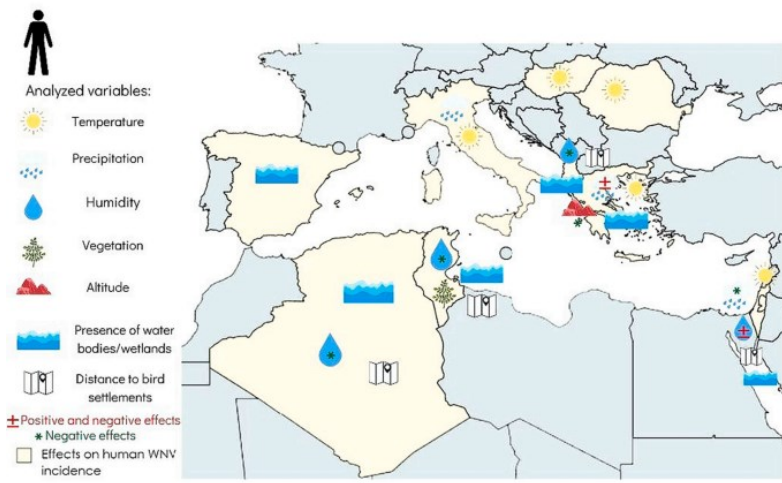 Analyzed variables:
Temperature
Precipitation
Humidity
Vegetation
Altitude
Presence of water
bodies/wetlands
Distance to bird
settlements
± Positive and negative effects
* Negative effects
Effects on human WNV
incidence